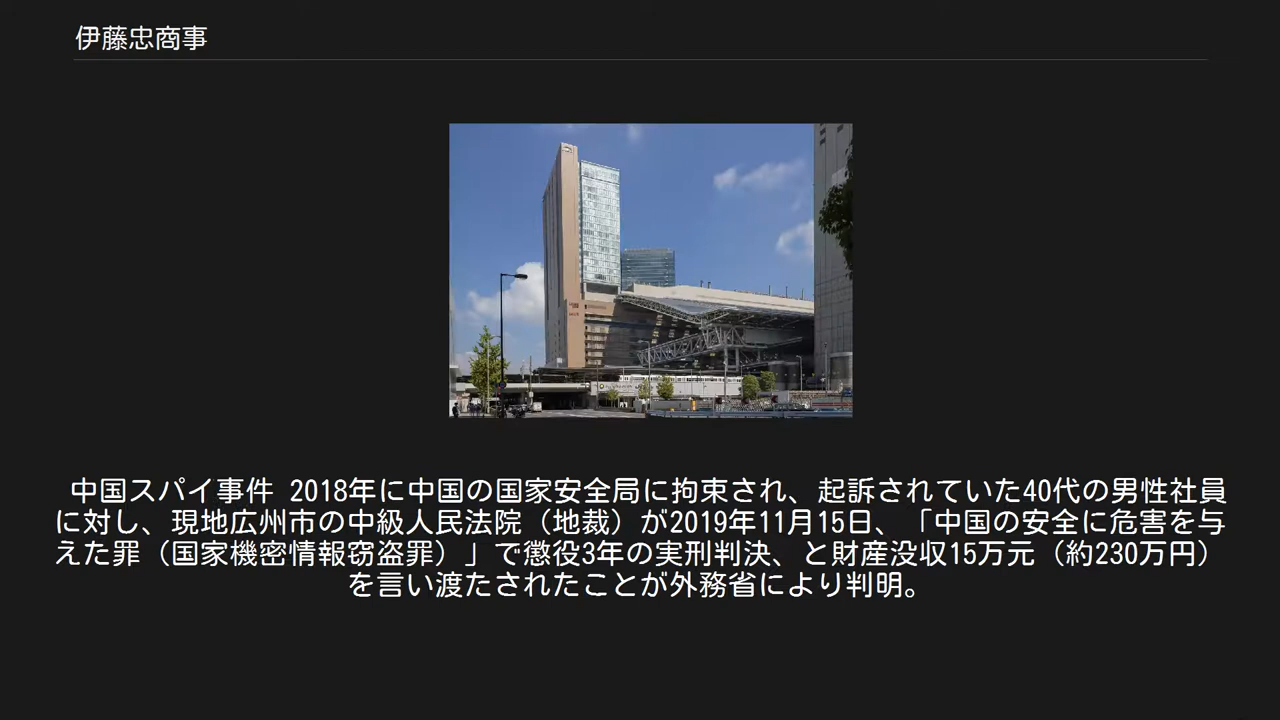 伊藤忠商事
中国スパイ事件 2018年に中国の国家安全局に拘束され、起訴されていた40代の男性社員
に対し、現地広州市の中級人民法院（地裁）が2019年11月15日、「中国の安全に危害を与
えた罪（国家機密情報窃盗罪）」で懲役3年の実刑判決、と財産没収15万元（約230万円）
を言い渡たされたことが外務省により判明。